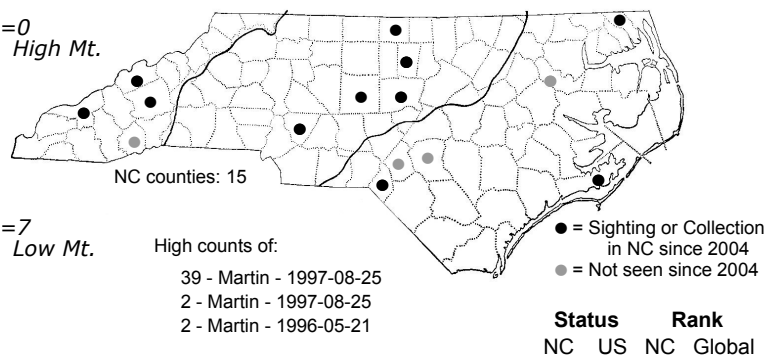 =0
High Mt.
NC counties: 15
=7
Low Mt.
High counts of:
39 - Martin - 1997-08-25
2 - Martin - 1997-08-25
2 - Martin - 1996-05-21
= Sighting or Collection
in NC since 2004
= Not seen since 2004
Status Rank
NC US NC Global